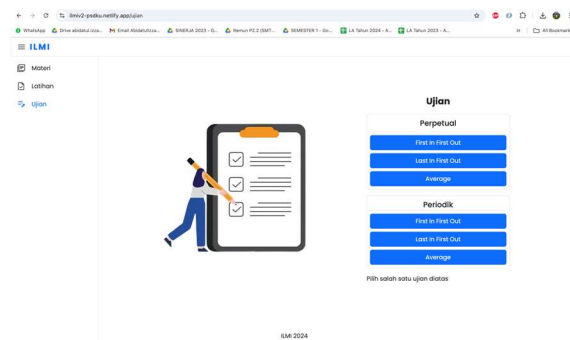 ilmiv2-psdku.netlify.app/ujian
WhatsApp
Drive abidatul.izza...
Email Abidatulizza...
SINERJA 2023 - G...
Remun P2.2 (SMT...
SEMESTER 1 - Go...
LA Tahun 2024 - A...
LA Tahun 2023 - A...
All Bookmark
ILMI
Materi
Latihan
Ujian
Ujian
Perpetual
First In First Out
Last In First Out
Average
Periodik
First In First Out
Last In First Out
Average
Pilih salah satu ujian diatas
ILMI 2024